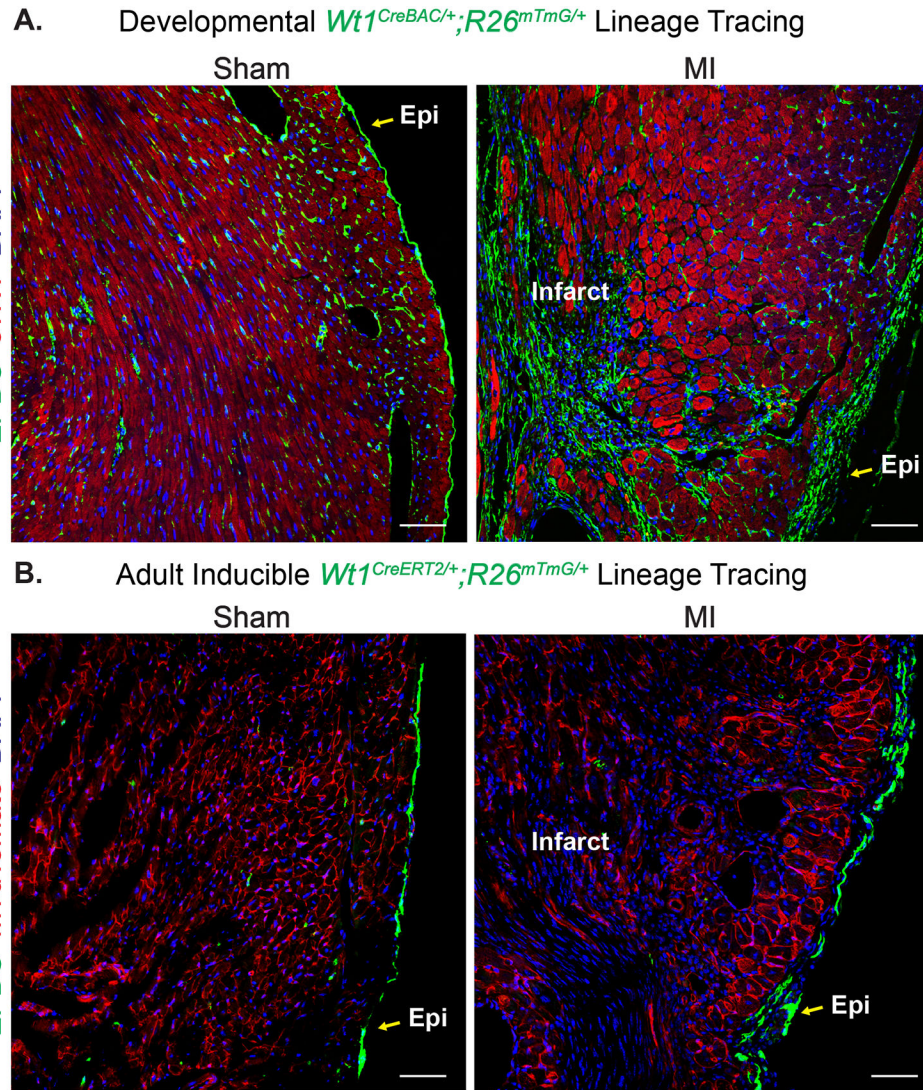 A. Developmental Wt1CreBAC/+;R26mTmG/+ Lineage Tracing
Sham MI
Epi
Infarct
Epi
B. Adult Inducible Wt1CreERT2/+;R26mTmG/+ Lineage Tracing
Sham MI
Infarct
Epi
Epi